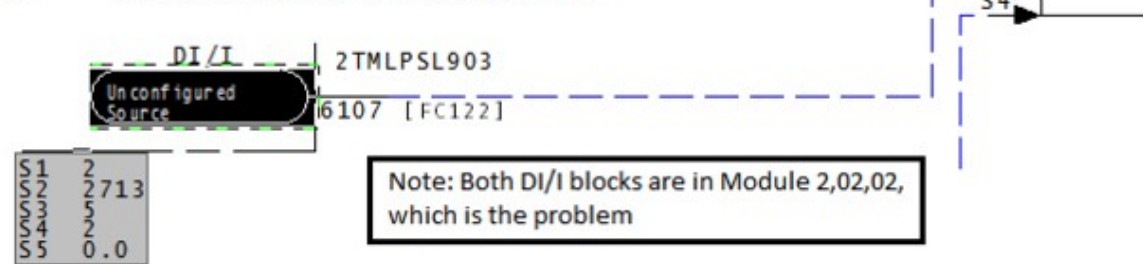 S4
DI/I
2TMLPSL903
Unconfigured
Source
6107 [FC122]
S1 2
S2 2713
S3 5
S4 2
S5 0.0
Note: Both DI/I blocks are in Module 2,02,02,
which is the problem